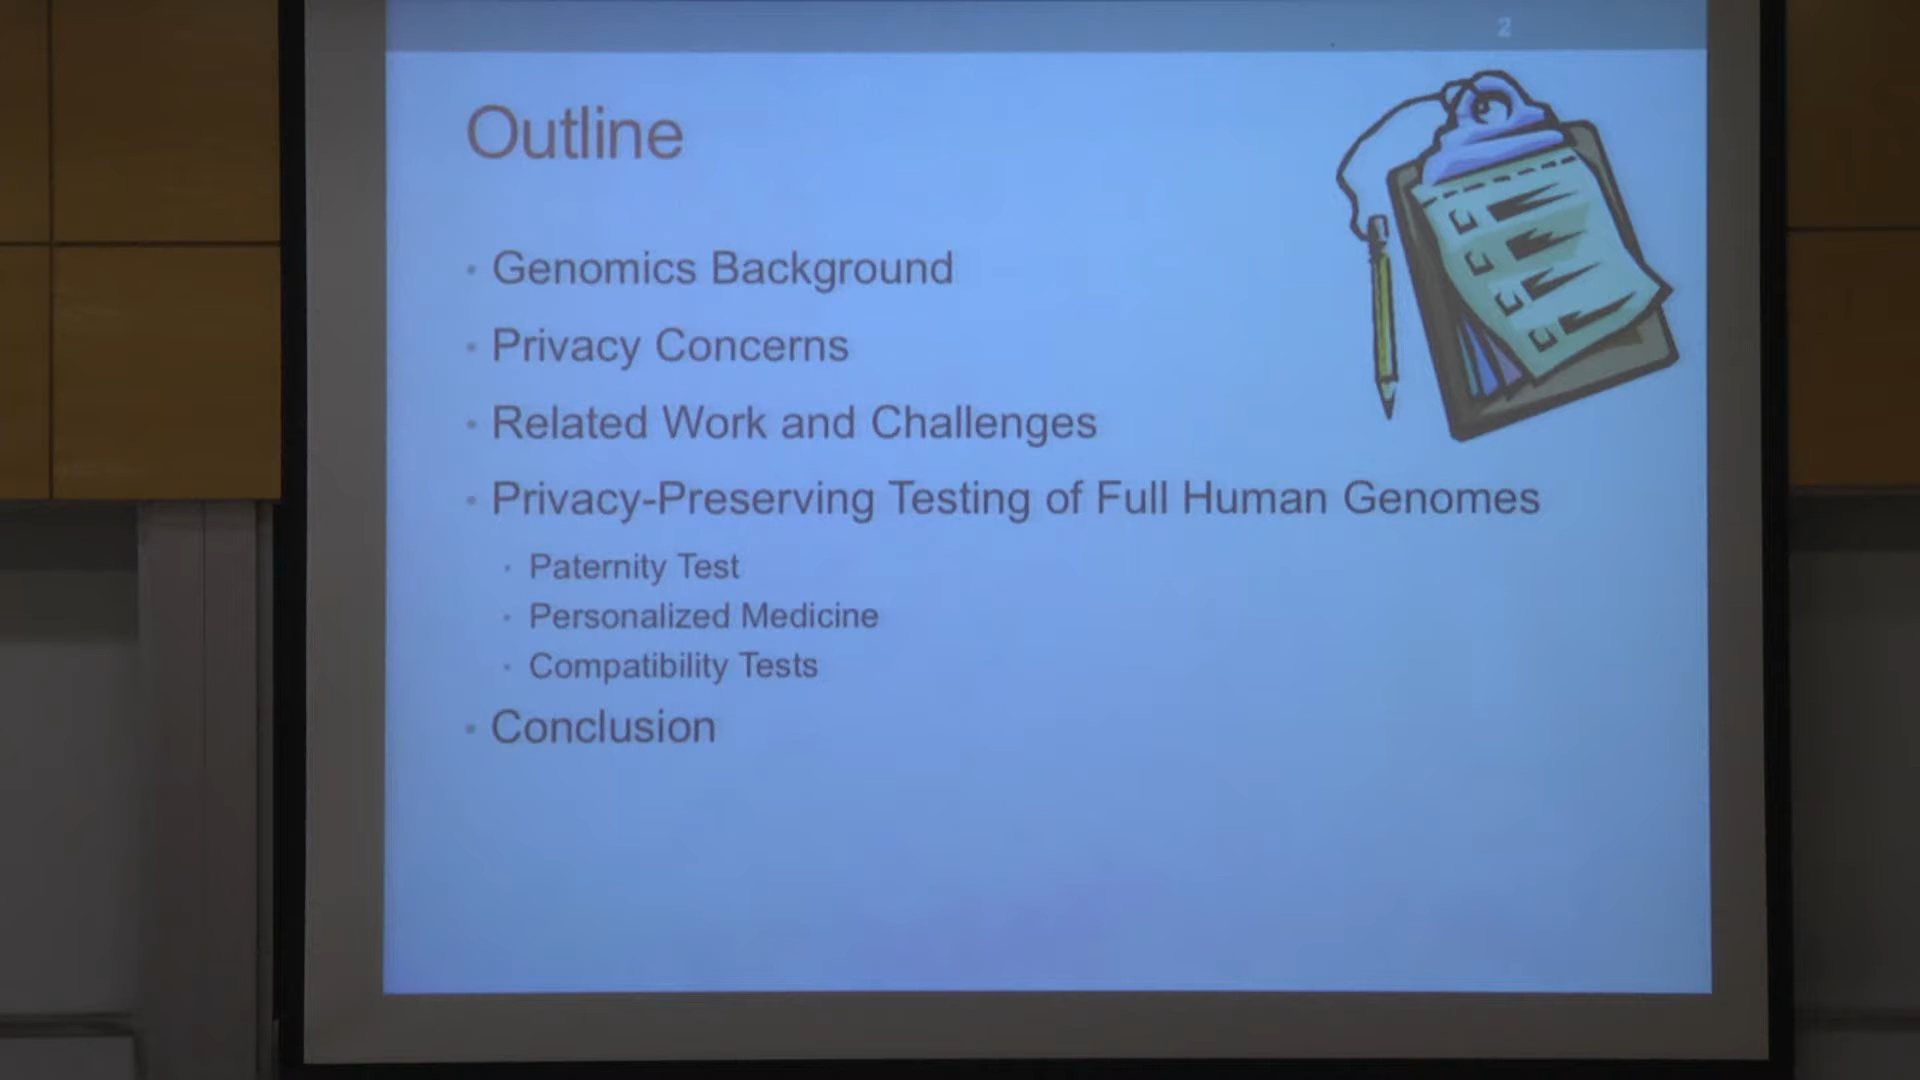 2
Outline
• Genomics Background
• Privacy Concerns
• Related Work and Challenges
• Privacy-Preserving Testing of Full Human Genomes
• Paternity Test
• Personalized Medicine
• Compatibility Tests
• Conclusion